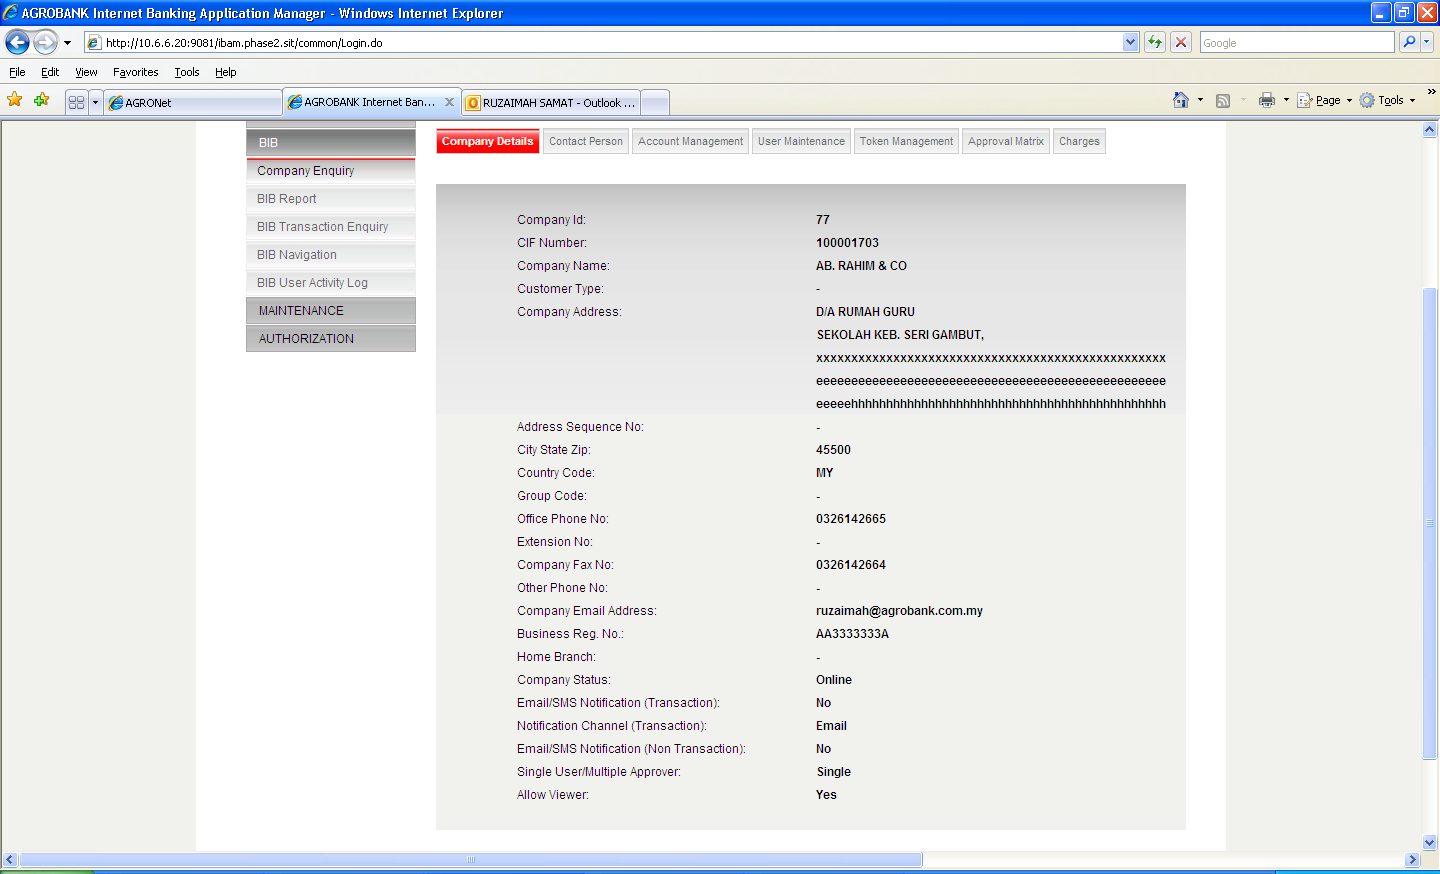 AGROBANK Internet Banking Application Manager - Windows Internet Explorer
http://10.6.6.20:9081/ibam.phase2.sit/common/Login.do
Google
File Edit View Favorites Tools Help
AGRONet
AGROBANK Internet Ban...
RUZAIMAH SAMAT - Outlook ...
Page
Tools
BIB
Company Enquiry
BIB Report
BIB Transaction Enquiry
BIB Navigation
BIB User Activity Log
MAINTENANCE
AUTHORIZATION
Company Details Contact Person Account Management User Maintenance Token Management Approval Matrix Charges
Company Id: 77
CIF Number: 100001703
Company Name: AB. RAHIM & CO
Customer Type: -
Company Address: D/A RUMAH GURU
SEKOLAH KEB. SERI GAMBUT,
xxxxxxxxxxxxxxxxxxxxxxxxxxxxxxxxxxxxxxxxxxxxxxxxxx
eeeeeeeeeeeeeeeeeeeeeeeeeeeeeeeeeeeeeeeeeeeeeeeeee
eeeeehhhhhhhhhhhhhhhhhhhhhhhhhhhhhhhhhhhhhhhhhhhhh
Address Sequence No: -
City State Zip: 45500
Country Code: MY
Group Code: -
Office Phone No: 0326142665
Extension No: -
Company Fax No: 0326142664
Other Phone No: -
Company Email Address: ruzaimah@agrobank.com.my
Business Reg. No.: AA3333333A
Home Branch: -
Company Status: Online
Email/SMS Notification (Transaction): No
Notification Channel (Transaction): Email
Email/SMS Notification (Non Transaction): No
Single User/Multiple Approver: Single
Allow Viewer: Yes